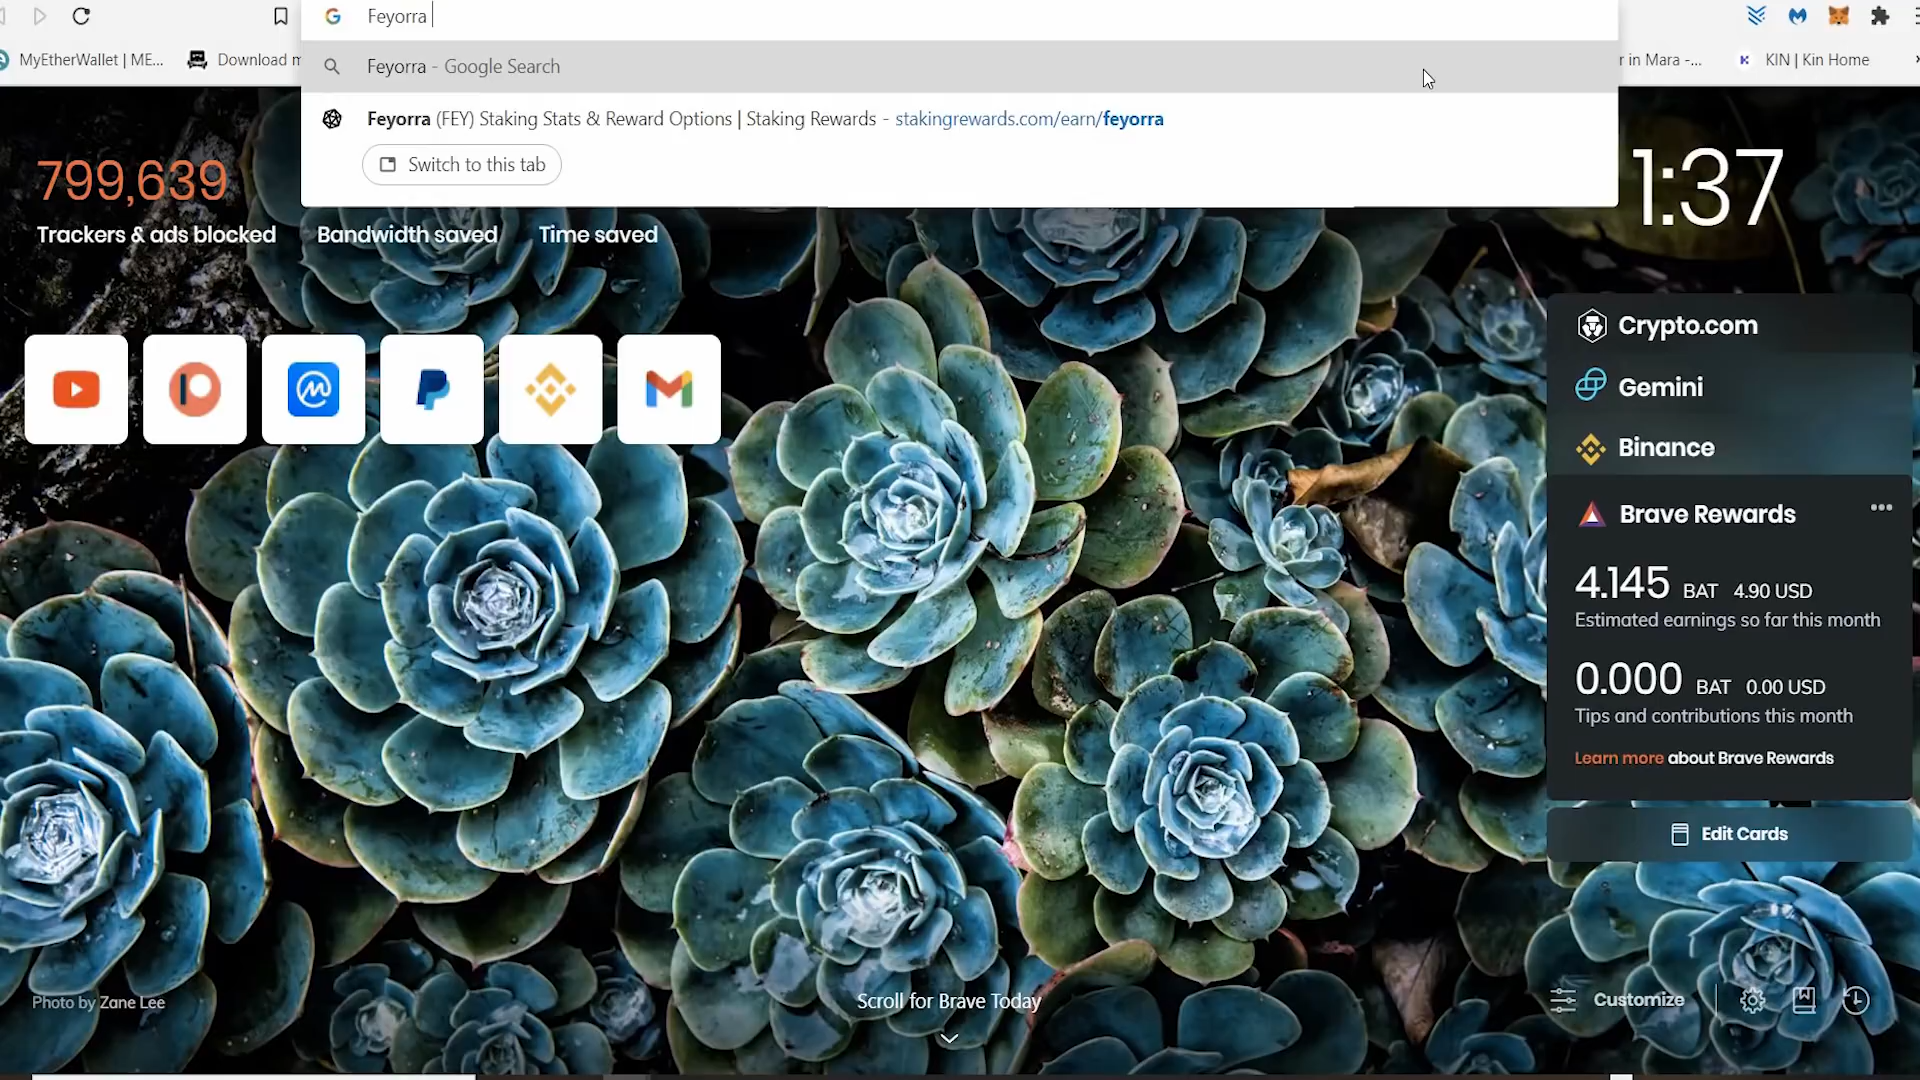 Feyorra
MyEtherWallet | ME...
Download m
Feyorra - Google Search
r in Mara -...
KIN | Kin Home
Feyorra (FEY) Staking Stats & Reward Options | Staking Rewards - stakingrewards.com/earn/feyorra
Switch to this tab
799,639
Trackers & ads blocked
Bandwidth saved
Time saved
1:37
Crypto.com
Gemini
Binance
Brave Rewards
4.145 BAT 4.90 USD
Estimated earnings so far this month
0.000 BAT 0.00 USD
Tips and contributions this month
Learn more about Brave Rewards
Edit Cards
Photo by Zane Lee
Scroll for Brave Today
Customize